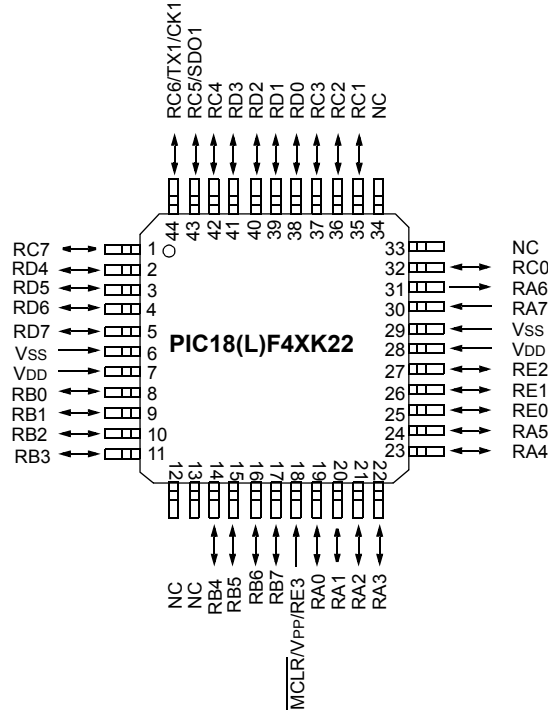 RC6/TX1/CK1
RC5/SDO1
RC4
RD3
RD2
RD1
RD0
RC3
RC2
RC1
NC
44
43
42
41
40
39
38
37
36
35
34
RC7 1
RD4 2
RD5 3
RD6 4
RD7 5
VSS 6
VDD 7
RB0 8
RB1 9
RB2 10
RB3 11
PIC18(L)F4XK22
33 NC
32 RC0
31 RA6
30 RA7
29 VSS
28 VDD
27 RE2
26 RE1
25 RE0
24 RA5
23 RA4
12
13
14
15
16
17
18
19
20
21
22
NC
NC
RB4
RB5
RB6
RB7
MCLR/VPP/RE3
RA0
RA1
RA2
RA3